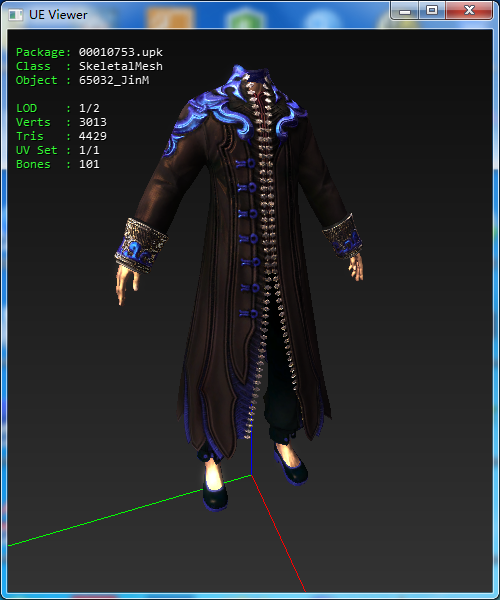 UE Viewer
Package: 00010753.upk
Class : SkeletalMesh
Object : 65032_JinM
LOD : 1/2
Verts : 3013
Tris : 4429
UV Set : 1/1
Bones : 101